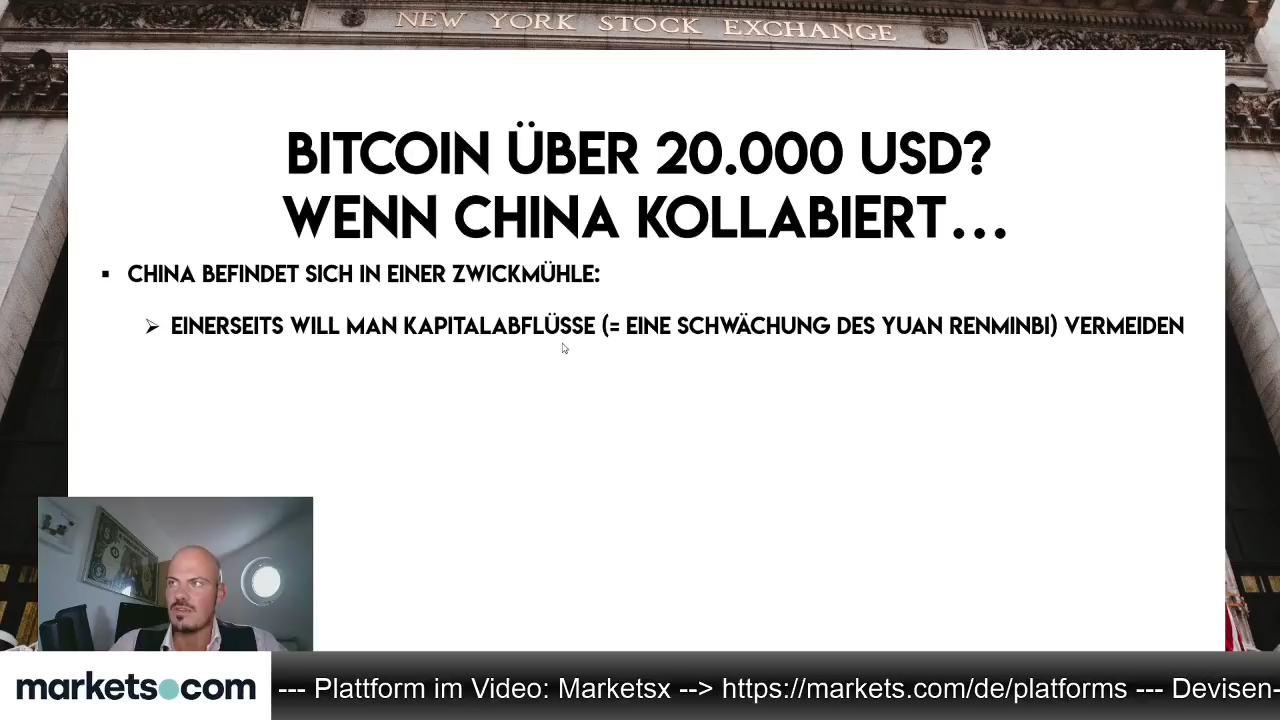 NEW YORK STOCK EXCHANGE
BITCOIN ÜBER 20.000 USD?
WENN CHINA KOLLABIERT...
▪ CHINA BEFINDET SICH IN EINER ZWICKMÜHLE:
➢ EINERSEITS WILL MAN KAPITALABFLÜSSE (= EINE SCHWÄCHUNG DES YUAN RENMINBI) VERMEIDEN
markets.com
--- Plattform im Video: Marketsx --> https://markets.com/de/platforms --- Devisen-